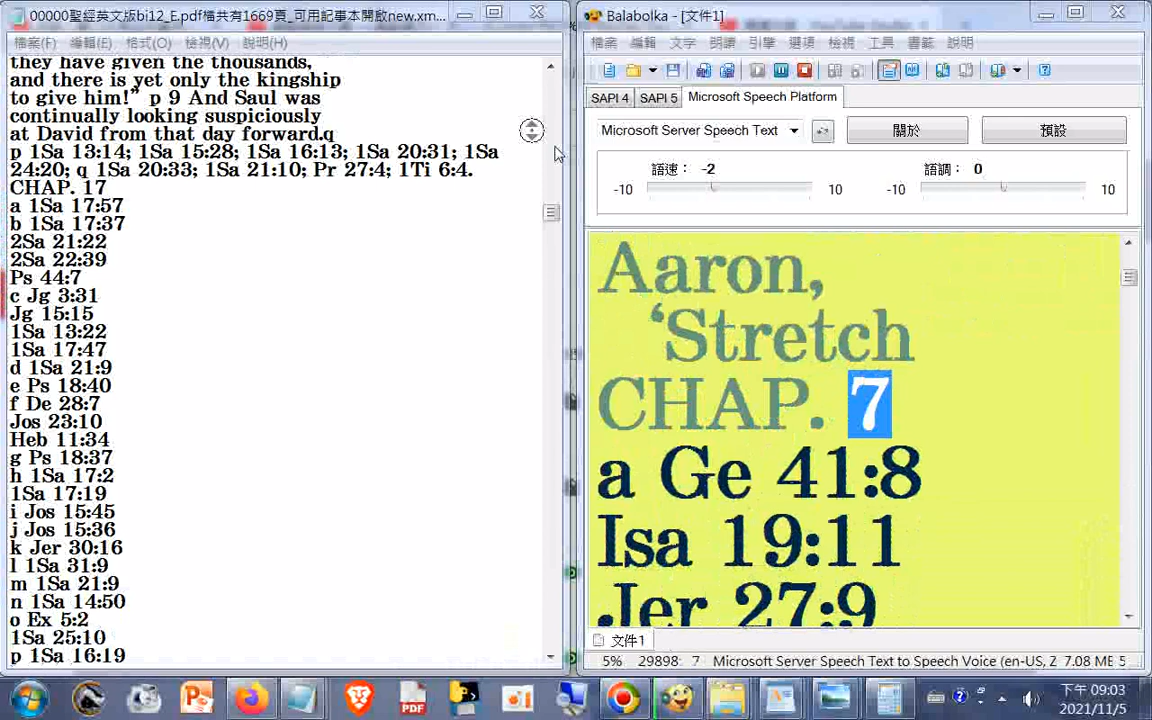 00000聖經英文版bi12_E.pdf檔共有1669頁_可用記事本開啟new.xm...
檔案(F) 編輯(E) 格式(O) 檢視(V) 說明(H)
they have given the thousands,
and there is yet only the kingship
to give him!” p 9 And Saul was
continually looking suspiciously
at David from that day forward.q
p 1Sa 13:14; 1Sa 15:28; 1Sa 16:13; 1Sa 20:31; 1Sa
24:20; q 1Sa 20:33; 1Sa 21:10; Pr 27:4; 1Ti 6:4.
CHAP. 17
a 1Sa 17:57
b 1Sa 17:37
2Sa 21:22
2Sa 22:39
Ps 44:7
c Jg 3:31
Jg 15:15
1Sa 13:22
1Sa 17:47
d 1Sa 21:9
e Ps 18:40
f De 28:7
Jos 23:10
Heb 11:34
g Ps 18:37
h 1Sa 17:2
1Sa 17:19
i Jos 15:45
j Jos 15:36
k Jer 30:16
l 1Sa 31:9
m 1Sa 21:9
n 1Sa 14:50
o Ex 5:2
1Sa 25:10
p 1Sa 16:19
Balabolka - [文件1]
檔案 編輯 文字 朗讀 引擎 選項 檢視 工具 書籤 說明
SAPI 4 SAPI 5 Microsoft Speech Platform
Microsoft Server Speech Text 關於 預設
語速： -2 語調： 0
-10 10 -10 10
Aaron,
‘Stretch
CHAP. 7
a Ge 41:8
Isa 19:11
Jer 27:9
文件1
5% 29898: 7 Microsoft Server Speech Text to Speech Voice (en-US, 2 7.08 MB 5
下午 09:03
2021/11/5